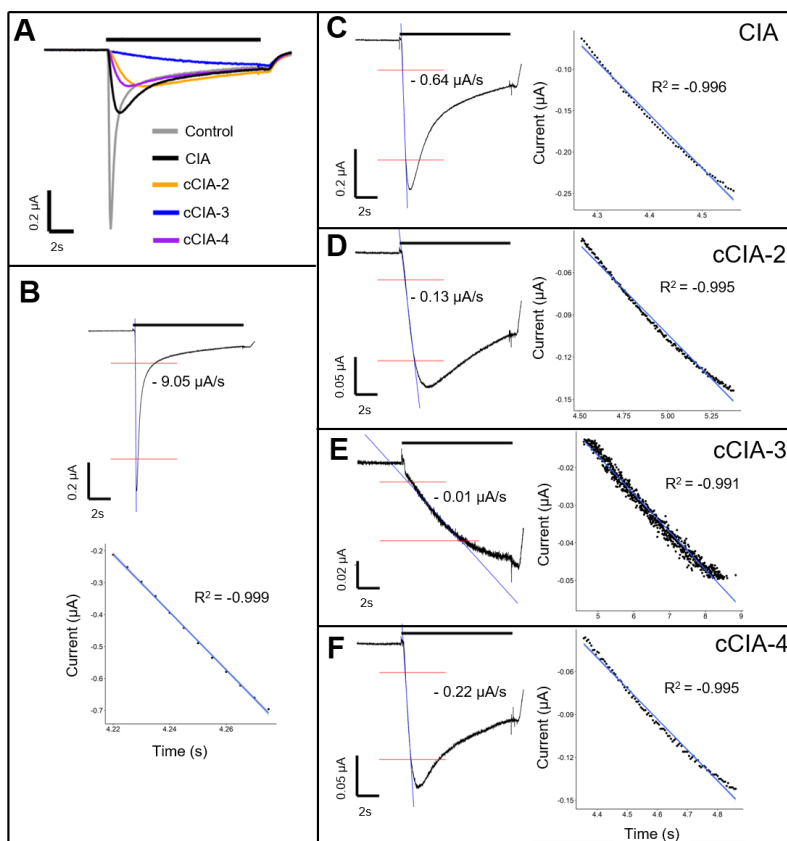 A
Control
CIA
cCIA-2
cCIA-3
cCIA-4
0.2 µA
2s
B
- 9.05 µA/s
0.2 µA
2s
-0.2
-0.3
-0.4
-0.5
-0.6
-0.7
Current (µA)
R² = -0.999
4.22
4.24
4.26
Time (s)
C
CIA
- 0.64 µA/s
0.2 µA
2s
-0.10
-0.15
-0.20
-0.25
Current (µA)
R² = -0.996
4.3
4.4
4.5
D
cCIA-2
- 0.13 µA/s
0.05 µA
2s
-0.06
-0.09
-0.12
-0.15
Current (µA)
R² = -0.995
4.50
4.75
5.00
5.25
E
cCIA-3
- 0.01 µA/s
0.02 µA
2s
-0.02
-0.03
-0.04
-0.05
Current (µA)
R² = -0.991
5
6
7
8
9
F
cCIA-4
- 0.22 µA/s
0.05 µA
2s
-0.06
-0.09
-0.12
-0.15
Current (µA)
R² = -0.995
4.4
4.5
4.6
4.7
4.8
Time (s)